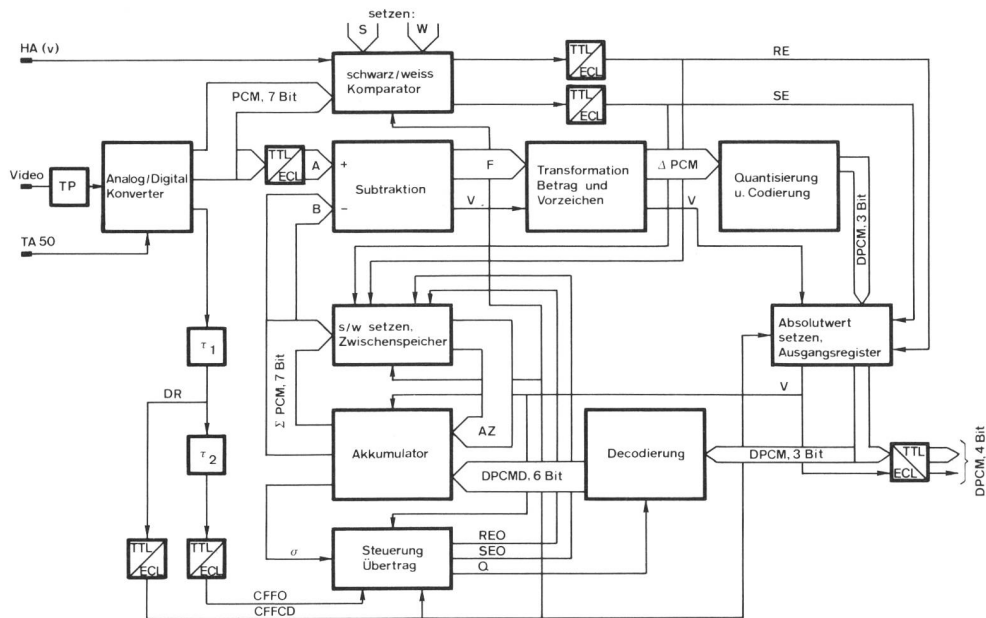 setzen:
S
W
HA (v)
schwarz/weiss
Komparator
TTL
ECL
RE
TTL
ECL
SE
PCM, 7 Bit
Video
TP
Analog/Digital
Konverter
TTL
ECL
A
+
B
−
Subtraktion
F
V
Transformation
Betrag und
Vorzeichen
Δ PCM
V
Quantisierung
u. Codierung
DPCM, 3 Bit
TA 50
s/w setzen,
Zwischenspeicher
Absolutwert
setzen,
Ausgangsregister
τ 1
Σ PCM, 7 Bit
DR
V
τ 2
Akkumulator
AZ
DPCMD, 6 Bit
Decodierung
DPCM, 3 Bit
TTL
ECL
DPCM, 4 Bit
σ
Steuerung
Übertrag
REO
SEO
Q
TTL
ECL
TTL
ECL
CFFO
CFFCD